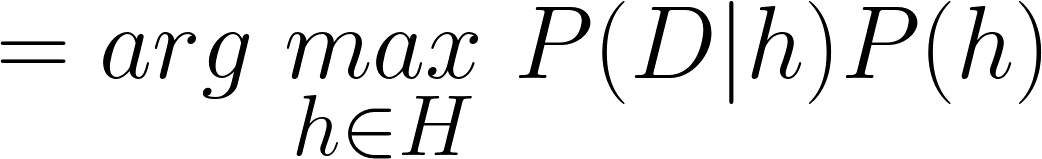 = arg max P(D|h)P(h)
h∈H